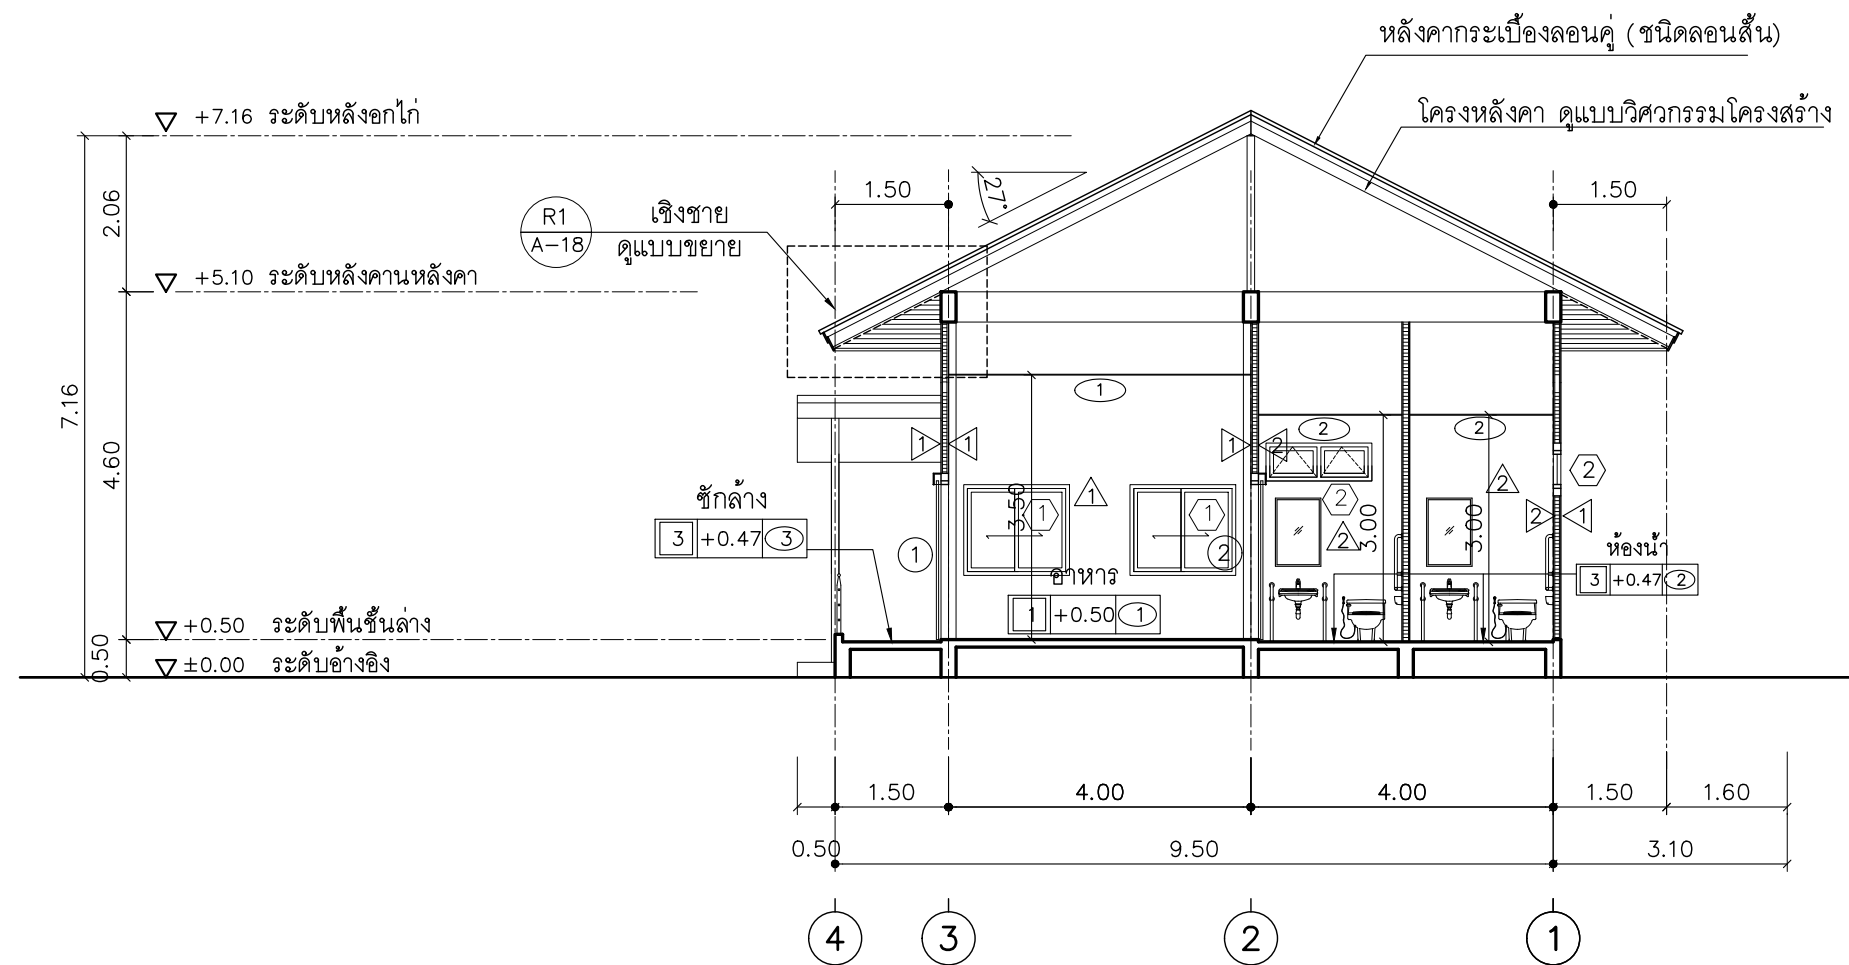 หลังคากระเบื้องลอนคู่ (ชนิดลอนสั้น)
โครงหลังคา ดูแบบวิศวกรรมโครงสร้าง
+7.16 ระดับหลังอกไก่
1.50
27°
1.50
R1
A-18
เชิงชาย
ดูแบบขยาย
2.06
+5.10 ระดับหลังคานหลังคา
7.16
4.60
1
2
2
1
1
1
2
2
2
ซักล้าง
3 +0.47 3
3.50
1
1
1
2
2
3.00
3.00
2
1
1
2
ห้องน้ำ
3 +0.47 2
อาหาร
1 +0.50 1
+0.50 ระดับพื้นชั้นล่าง
0.50
±0.00 ระดับอ้างอิง
1.50
4.00
4.00
1.50
1.60
0.50
9.50
3.10
4
3
2
1